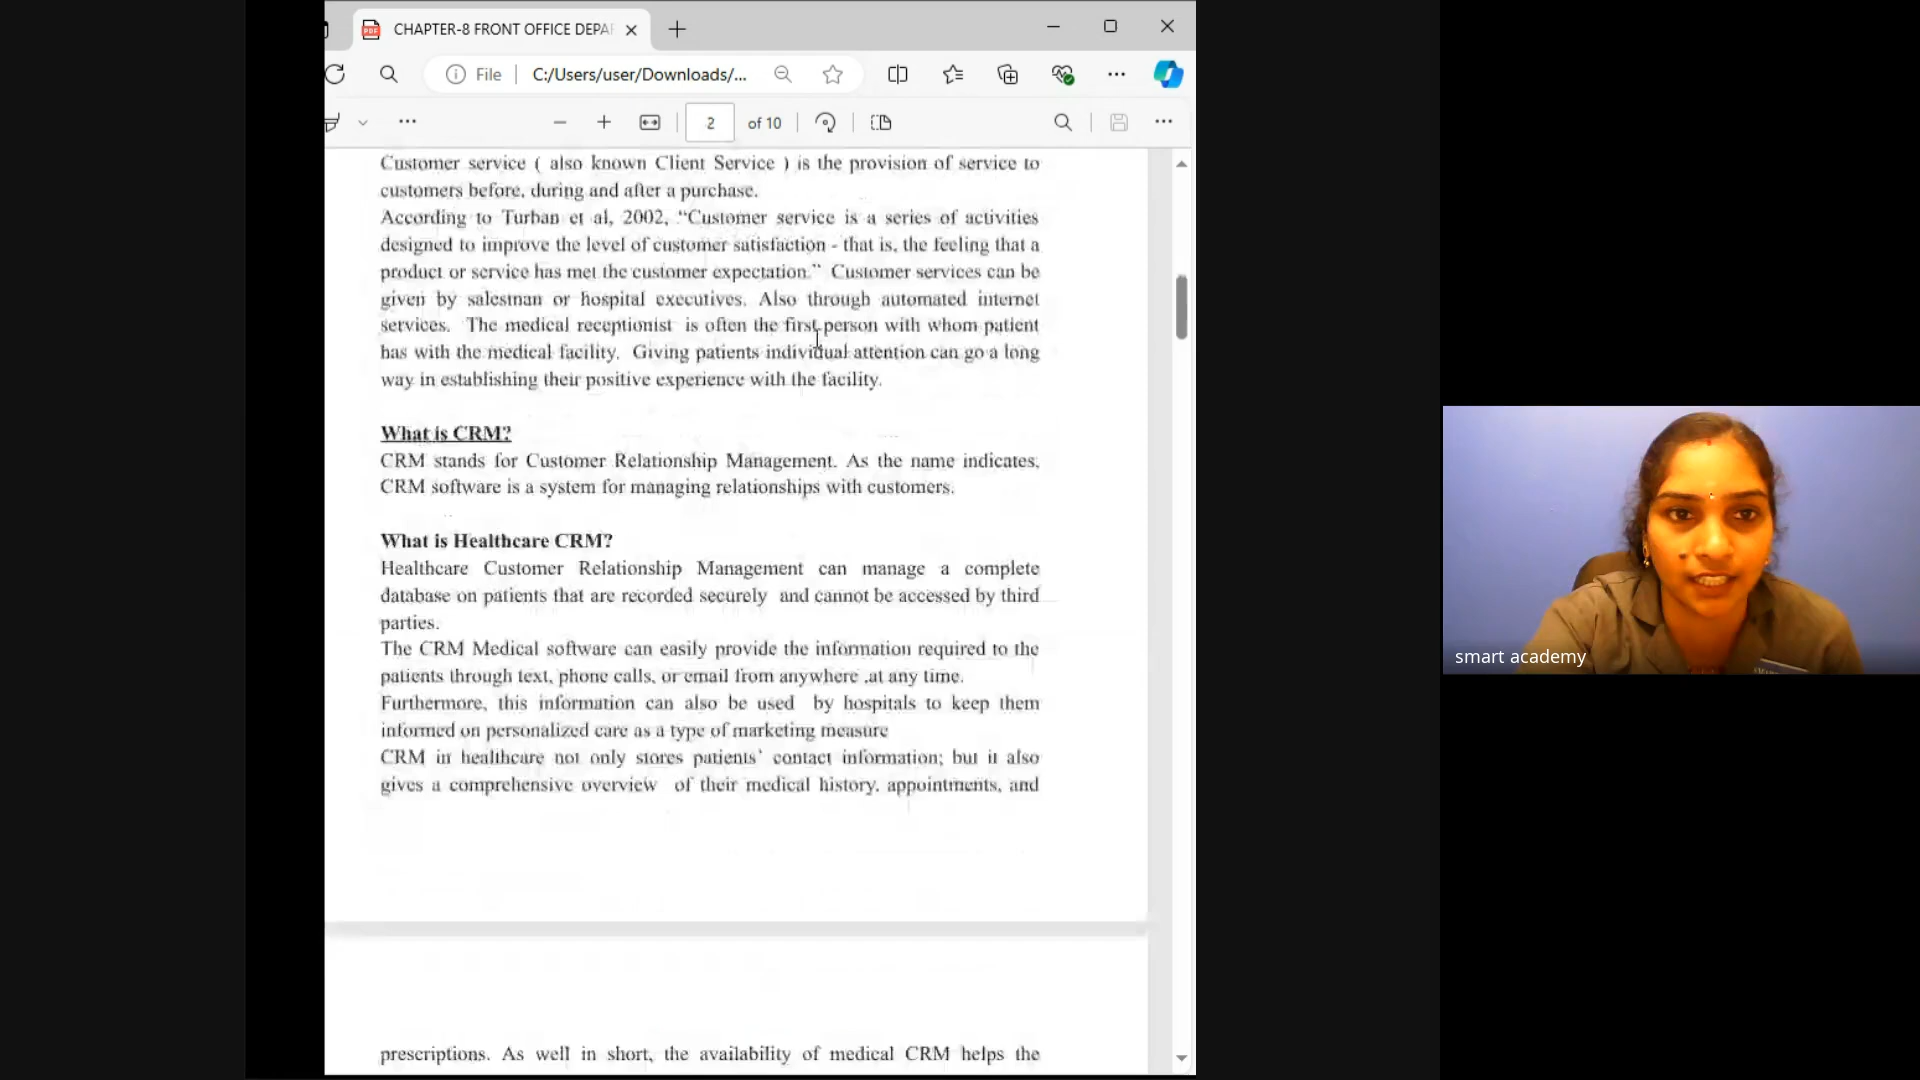 CHAPTER-8 FRONT OFFICE DEPA
File
C:/Users/user/Downloads/...
2 of 10
Customer service ( also known Client Service ) is the provision of service to
customers before, during and after a purchase.
According to Turban et al, 2002, “Customer service is a series of activities
designed to improve the level of customer satisfaction - that is, the feeling that a
product or service has met the customer expectation.” Customer services can be
given by salesman or hospital executives. Also through automated internet
services. The medical receptionist is often the first person with whom patient
has with the medical facility. Giving patients individual attention can go a long
way in establishing their positive experience with the facility.
What is CRM?
CRM stands for Customer Relationship Management. As the name indicates,
CRM software is a system for managing relationships with customers.
What is Healthcare CRM?
Healthcare Customer Relationship Management can manage a complete
database on patients that are recorded securely and cannot be accessed by third
parties.
The CRM Medical software can easily provide the information required to the
patients through text, phone calls, or email from anywhere ,at any time.
Furthermore, this information can also be used by hospitals to keep them
informed on personalized care as a type of marketing measure
CRM in healthcare not only stores patients' contact information; but it also
gives a comprehensive overview of their medical history, appointments, and
prescriptions. As well in short, the availability of medical CRM helps the
smart academy